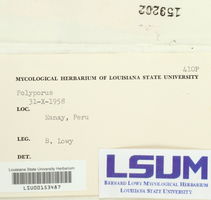 159202
410P
MYCOLOGICAL HERBARIUM OF LOUISIANA STATE UNIVERSITY
Polyporus
31-X-1958
LOC.
Nanay, Peru
LEG. B. Lowy
DET.
Louisiana State University Herbarium
LSU00153487
LSUM
BERNARD LOWY MYCOLOGICAL HERBARIUM
LOUISIANA STATE UNIVERSITY